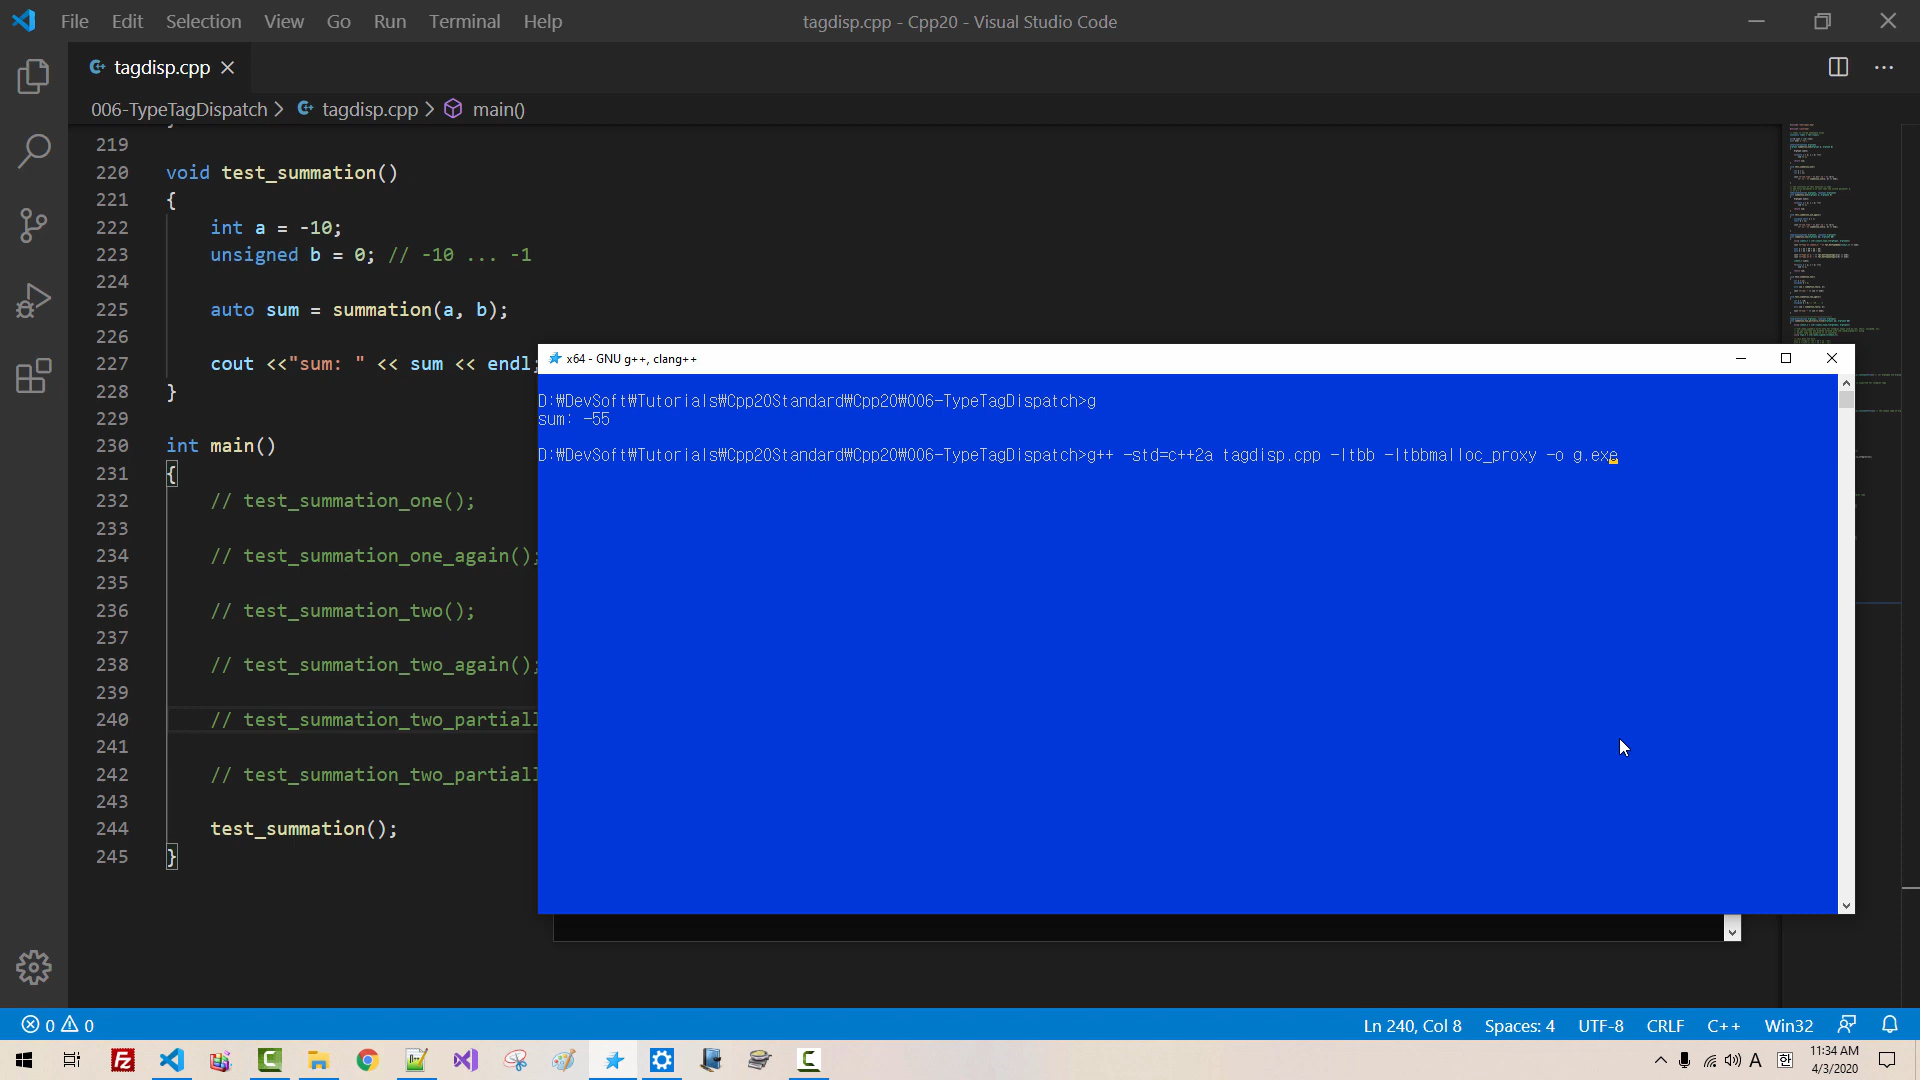 File Edit Selection View Go Run Terminal Help
tagdisp.cpp - Cpp20 - Visual Studio Code
tagdisp.cpp
006-TypeTagDispatch > tagdisp.cpp > main()
219
220 void test_summation()
221 {
222 int a = -10;
223 unsigned b = 0; // -10 ... -1
224
225 auto sum = summation(a, b);
226
227 cout <<"sum: " << sum << endl;
228 }
229
230 int main()
231 {
232 // test_summation_one();
233
234 // test_summation_one_again();
235
236 // test_summation_two();
237
238 // test_summation_two_again();
239
240 // test_summation_two_partiall
241
242 // test_summation_two_partiall
243
244 test_summation();
245 }
x64 - GNU g++, clang++
D:₩DevSoft₩Tutorials₩Cpp20Standard₩Cpp20₩006-TypeTagDispatch>g
sum: -55
D:₩DevSoft₩Tutorials₩Cpp20Standard₩Cpp20₩006-TypeTagDispatch>g++ -std=c++2a tagdisp.cpp -ltbb -ltbbmalloc_proxy -o g.exe
0 0
Ln 240, Col 8 Spaces: 4 UTF-8 CRLF C++ Win32
A 한 11:34 AM
4/3/2020